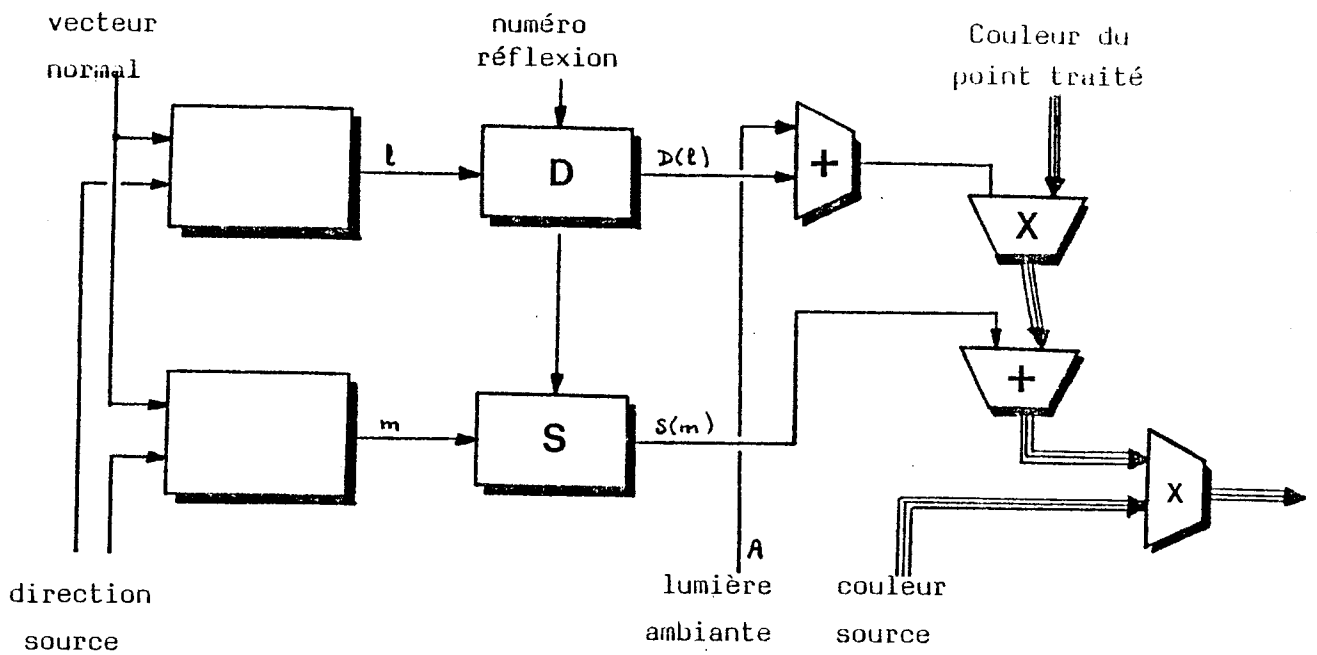 vecteur
normal
numéro
réflexion
Couleur du
point traité
l
D
D(l)
+
X
m
S
S(m)
+
x
A
direction
source
lumière
ambiante
couleur
source